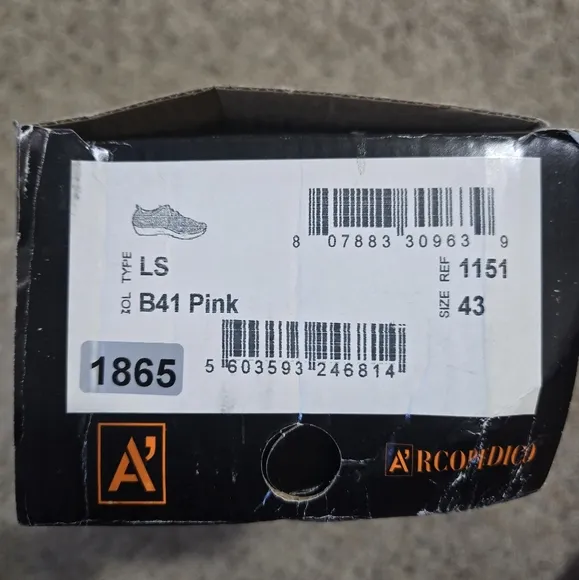 TYPE LS
COL B41 Pink
8 07883 30963 9
REF 1151
SIZE 43
5 603593 246814
1865
A'
A'RCOPEDICO